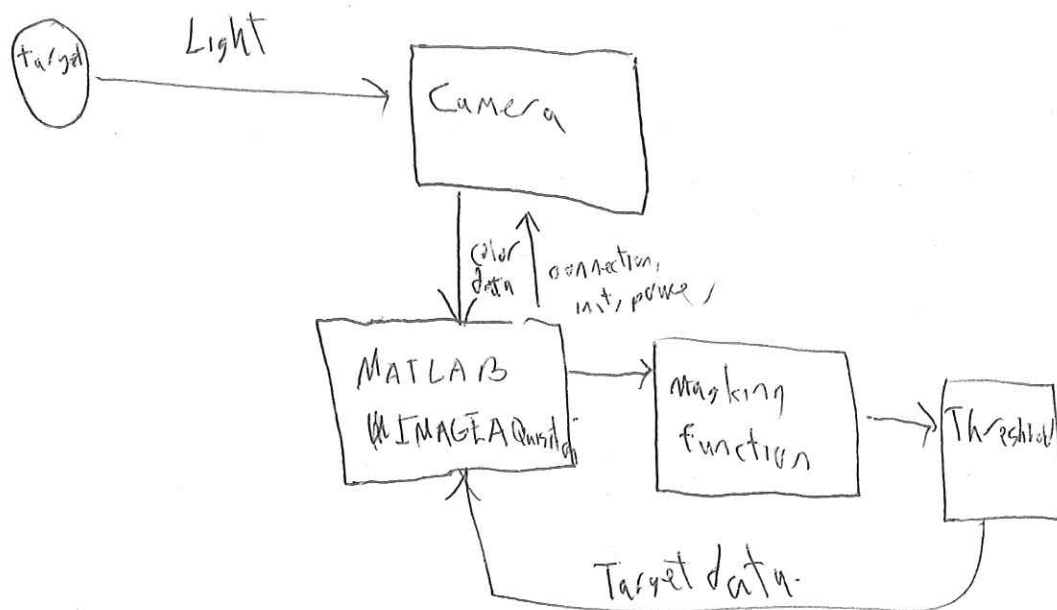 target
Light
Camera
color
data
connection,
init, power,
MATLAB
IMAGEAQuisition
Masking
function
Threshold
Target data.